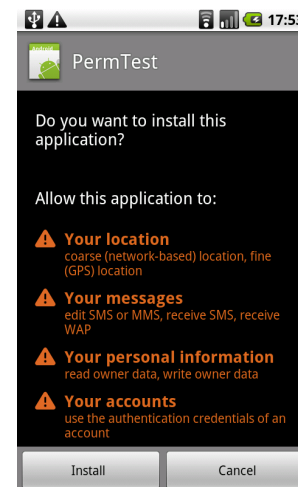 17:53
Android
PermTest
Do you want to install this
application?
Allow this application to:
Your location
coarse (network-based) location, fine
(GPS) location
Your messages
edit SMS or MMS, receive SMS, receive
WAP
Your personal information
read owner data, write owner data
Your accounts
use the authentication credentials of an
account
Install Cancel